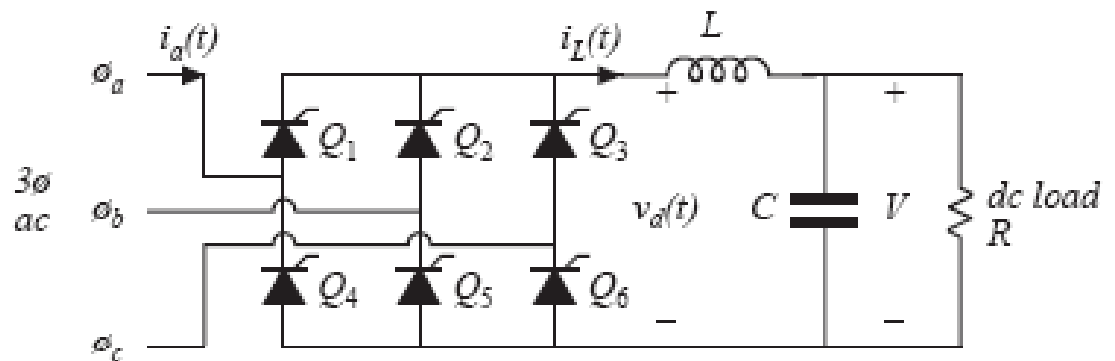 i_a(t)
i_L(t)
L
ø_a
+
+
Q_1
Q_2
Q_3
3ø
ac
ø_b
v_d(t)
C
V
dc load
R
Q_4
Q_5
Q_6
ø_c
−
−